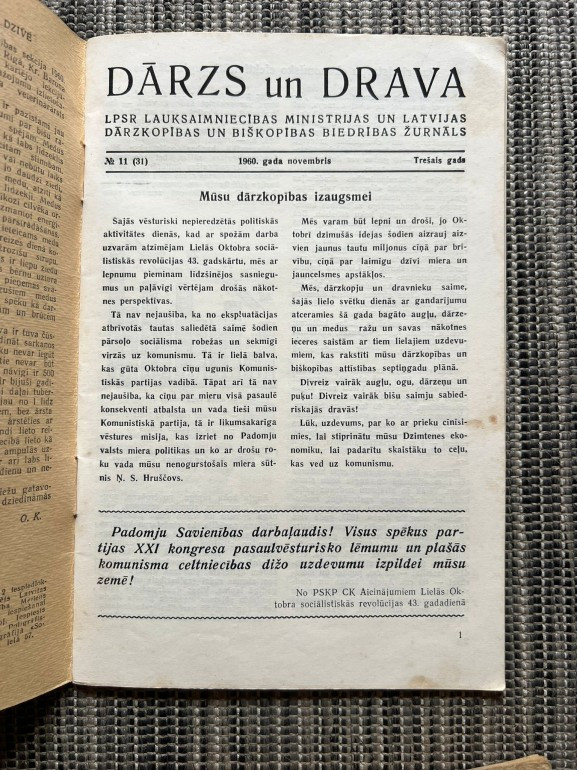 DZĪVĒ
O. K.
DĀRZS un DRAVA
LPSR LAUKSAIMNIECĪBAS MINISTRIJAS UN LATVIJAS
DĀRZKOPĪBAS UN BIŠKOPĪBAS BIEDRĪBAS ŽURNĀLS
№ 11 (31) 1960. gada novembris Trešais gads
Mūsu dārzkopības izaugsmei
Sajās vēsturiski nepieredzētās politiskās
aktivitātes dienās, kad ar spožām darba
uzvarām atzīmējam Lielās Oktobra sociā-
listiskās revolūcijas 43. gadskārtu, mēs ar
lepnumu pieminam līdzšinējos sasniegu-
mus un paļāvīgi vērtējam drošās nākot-
nes perspektīvas.
Tā nav nejaušība, ka no ekspluatācijas
atbrīvotās tautas saliedētā saimē šodien
pārsoļo sociālisma robežas un sekmīgi
virzās uz komunismu. Tā ir lielā balva,
kas gūta Oktobra cīņu ugunīs Komunis-
tiskās partijas vadībā. Tāpat arī tā nav
nejaušība, ka cīņu par mieru visā pasaulē
konsekventi atbalsta un vada tieši mūsu
Komunistiskā partija, tā ir likumsakarīga
vēstures misija, kas izriet no Padomju
valsts miera politikas un ko ar drošu ro-
ku vada mūsu nenogurstošais miera sūt-
nis Ņ. S. Hruščovs.
Mēs varam būt lepni un droši, jo Ok-
tobrī dzimušās idejas šodien aizrauj aiz-
vien jaunus tautu miljonus cīņā par brī-
vību, cīņā par laimīgu dzīvi miera un
jauncelsmes apstākļos.
Mēs, dārzkopju un dravnieku saime,
šajās lielo svētku dienās ar gandarījumu
atceramies šā gada bagāto augļu, dārze-
ņu un medus ražu un savas nākotnes
ieceres saistām ar tiem lielajiem uzdevu-
miem, kas rakstīti mūsu dārzkopības un
biškopības attīstības septiņgadu plānā.
Divreiz vairāk augļu, ogu, dārzeņu un
puķu! Divreiz vairāk bišu saimju sabied-
riskajās dravās!
Lūk, uzdevums, par ko ar prieku cīnīsi-
mies, lai stiprinātu mūsu Dzimtenes eko-
nomiku, lai padarītu skaistāku to ceļu,
kas ved uz komunismu.
Padomju Savienības darbaļaudis! Visus spēkus par-
tijas XXI kongresa pasaulvēsturisko lēmumu un plašās
komunisma celtniecības dižo uzdevumu izpildei mūsu
zemē!
No PSKP CK Aicinājumiem Lielās Ok-
tobra sociālistiskās revolūcijas 43. gadadienā
1